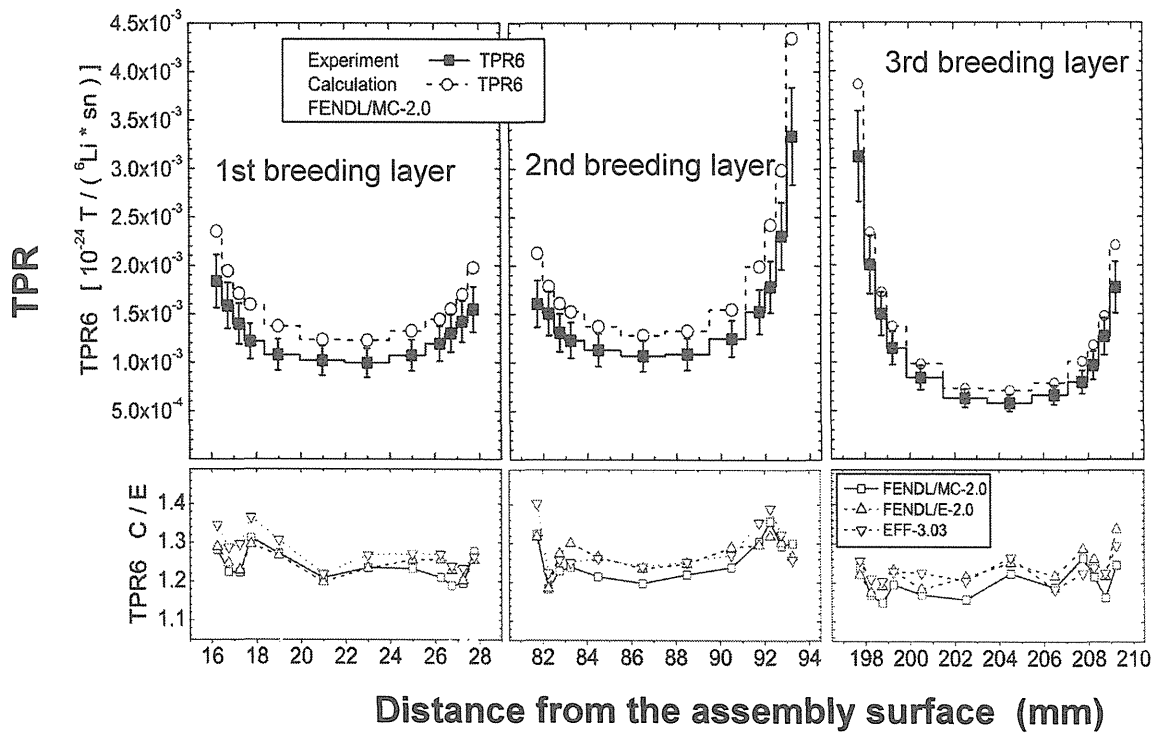 TPR
TPR6 [ 10⁻²⁴ T / ( ⁶Li * sn ) ]
4.5x10⁻³
4.0x10⁻³
3.5x10⁻³
3.0x10⁻³
2.5x10⁻³
2.0x10⁻³
1.5x10⁻³
1.0x10⁻³
5.0x10⁻⁴
Experiment TPR6
Calculation TPR6
FENDL/MC-2.0
1st breeding layer
2nd breeding layer
3rd breeding layer
TPR6 C / E
1.4
1.3
1.2
1.1
FENDL/MC-2.0
FENDL/E-2.0
EFF-3.03
16 18 20 22 24 26 28
82 84 86 88 90 92 94
198 200 202 204 206 208 210
Distance from the assembly surface (mm)